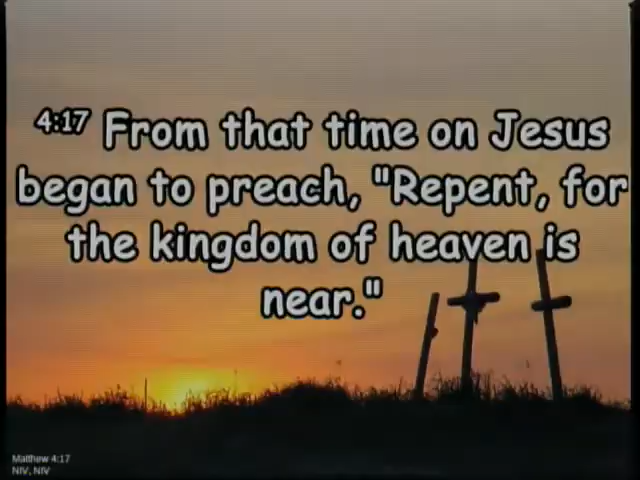 4:17 From that time on Jesus
began to preach, "Repent, for
the kingdom of heaven is
near."
Matthew 4:17
NIV, NIV